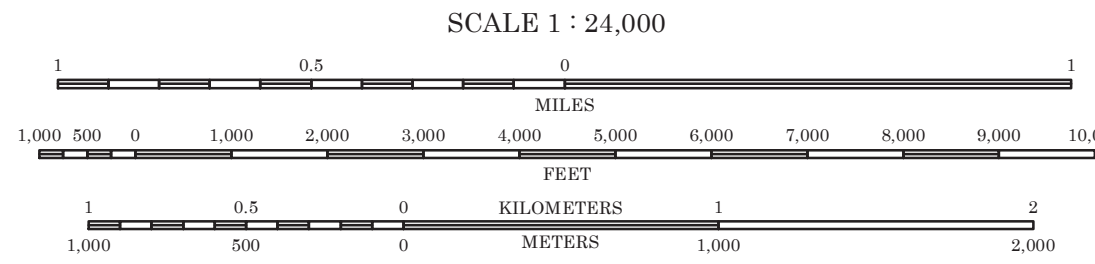 SCALE 1 : 24,000
1 0.5 0 1
MILES
1,000 500 0 1,000 2,000 3,000 4,000 5,000 6,000 7,000 8,000 9,000 10,0
FEET
1 0.5 0 KILOMETERS 1 2
1,000 500 0 METERS 1,000 2,000